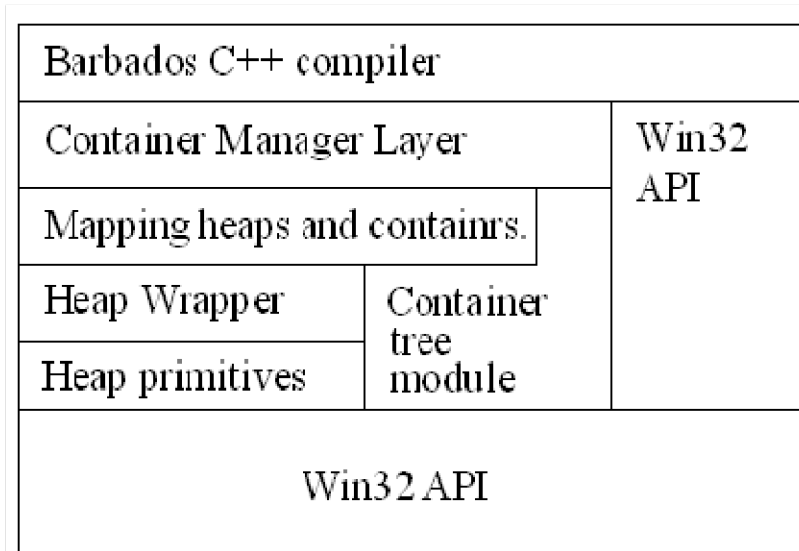 Barbados C++ compiler
Container Manager Layer
Win32
API
Mapping heaps and containrs.
Heap Wrapper
Container
tree
module
Heap primitives
Win32 API